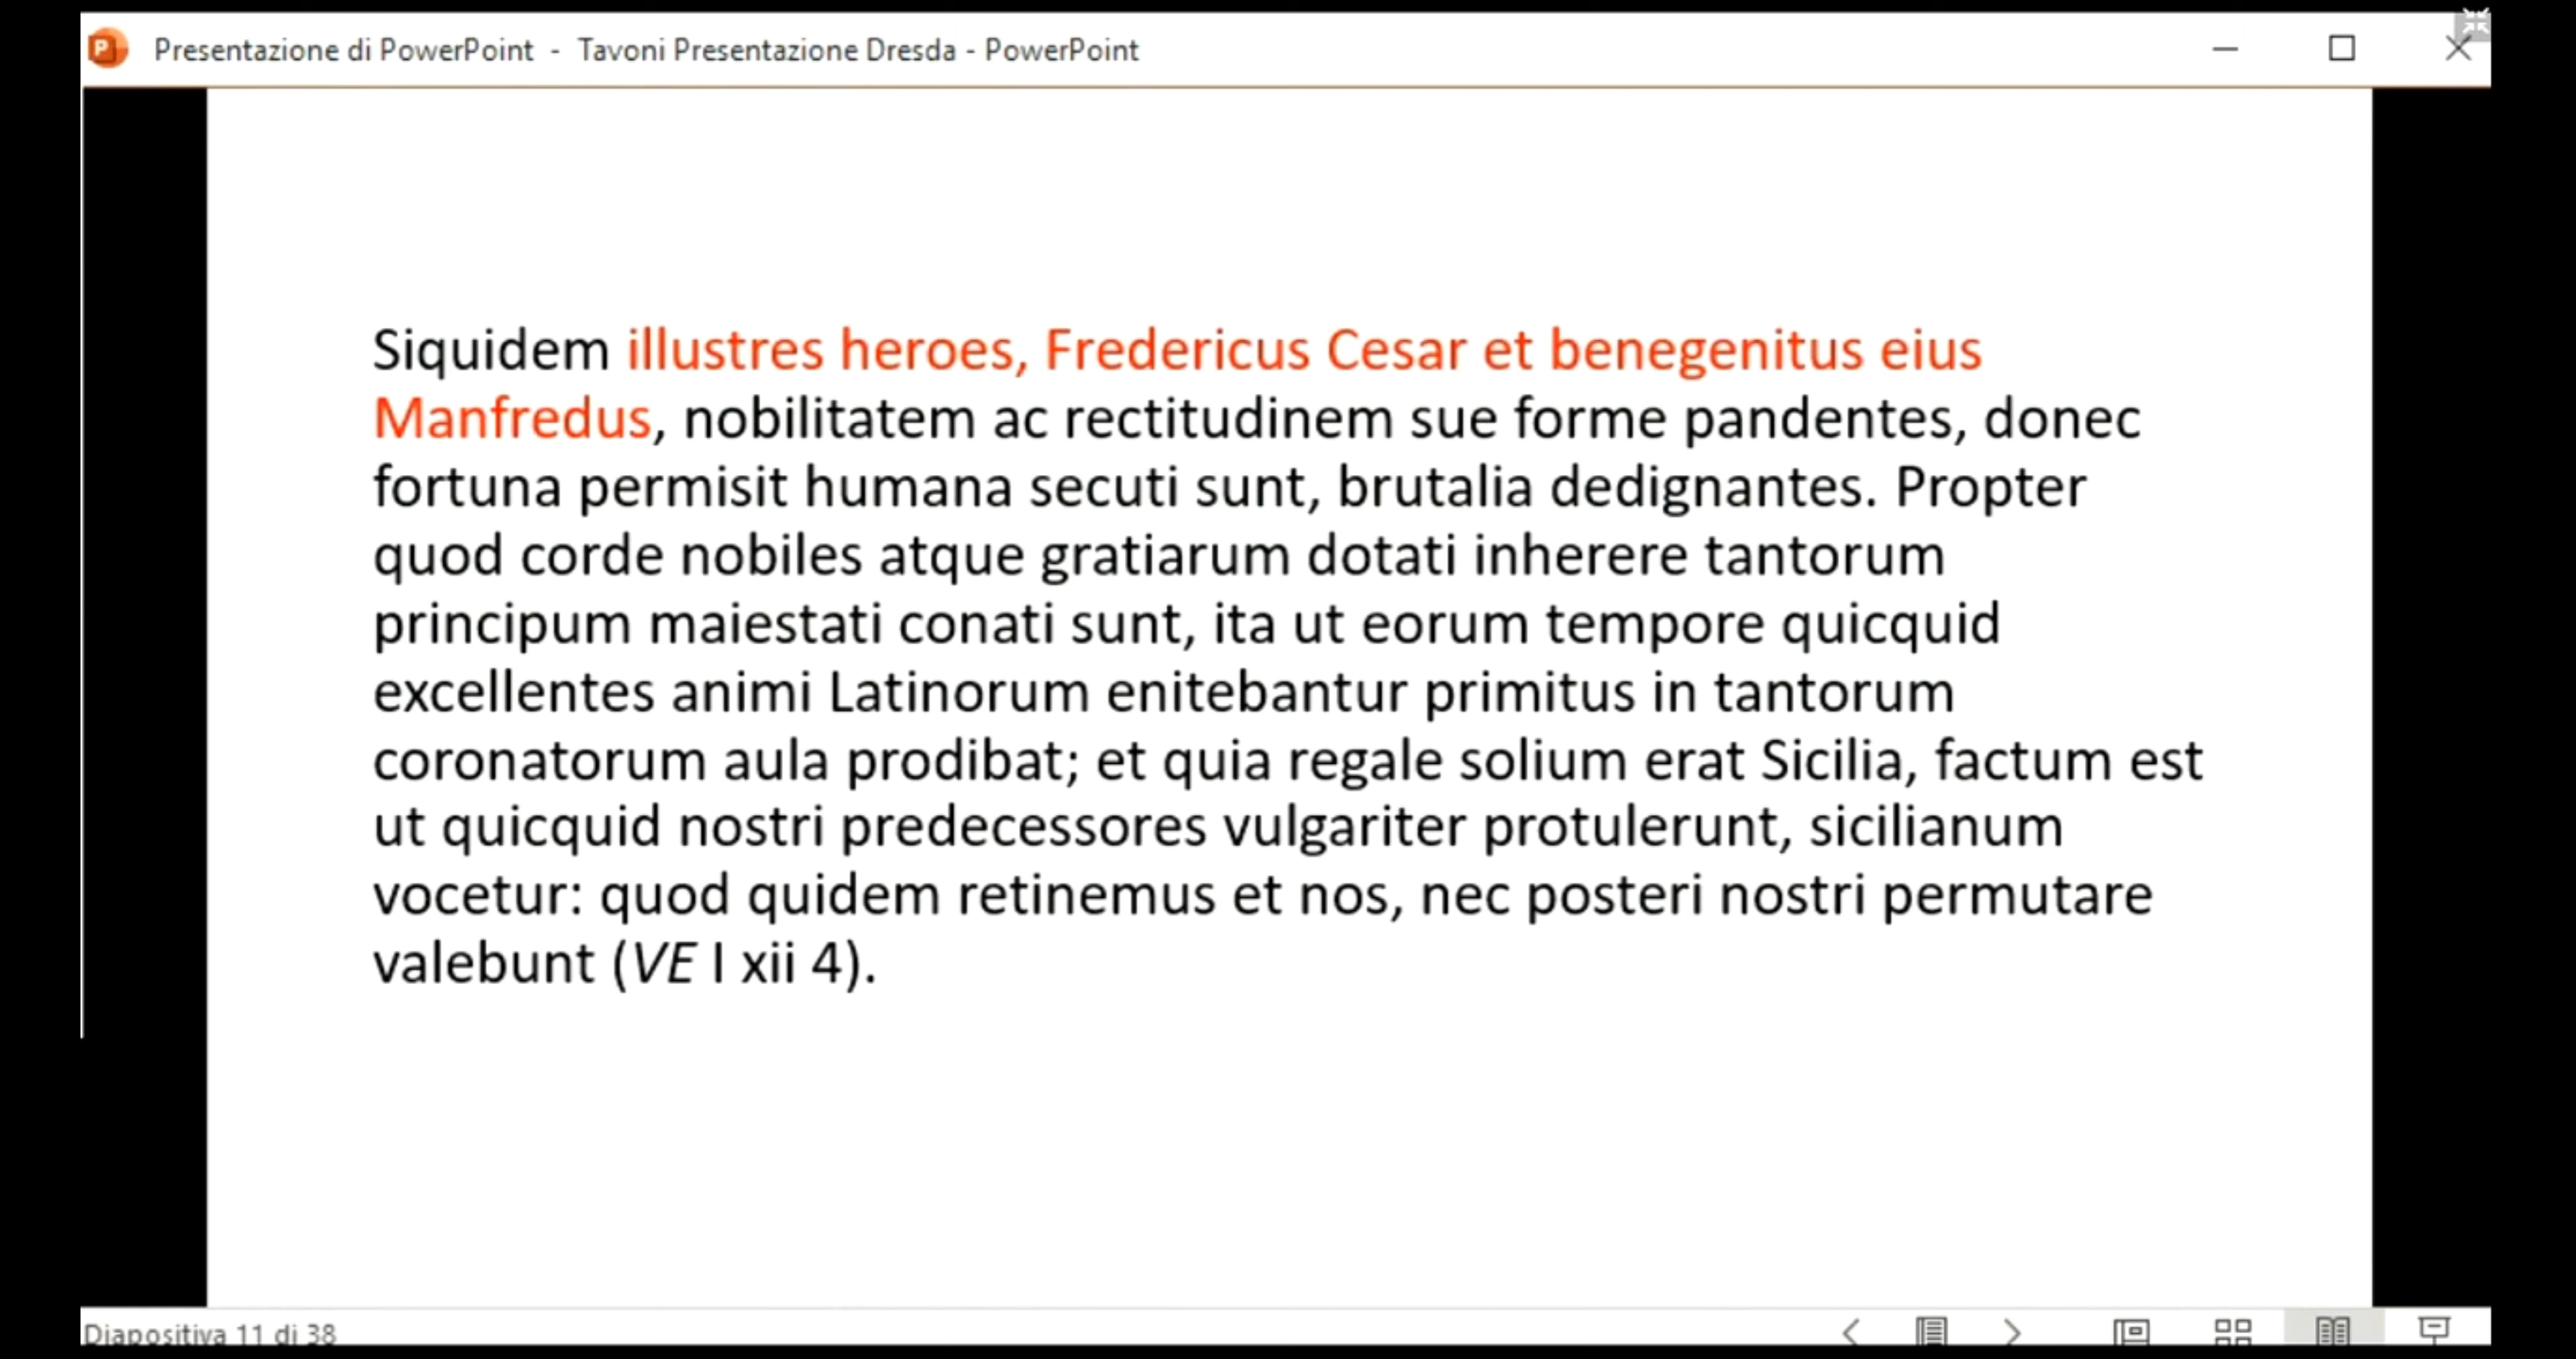 Presentazione di PowerPoint - Tavoni Presentazione Dresda - PowerPoint
Siquidem illustres heroes, Fredericus Cesar et benegenitus eius
Manfredus, nobilitatem ac rectitudinem sue forme pandentes, donec
fortuna permisit humana secuti sunt, brutalia dedignantes. Propter
quod corde nobiles atque gratiarum dotati inherere tantorum
principum maiestati conati sunt, ita ut eorum tempore quicquid
excellentes animi Latinorum enitebantur primitus in tantorum
coronatorum aula prodibat; et quia regale solium erat Sicilia, factum est
ut quicquid nostri predecessores vulgariter protulerunt, sicilianum
vocetur: quod quidem retinemus et nos, nec posteri nostri permutare
valebunt (VE I xii 4).
Diapositiva 11 di 38